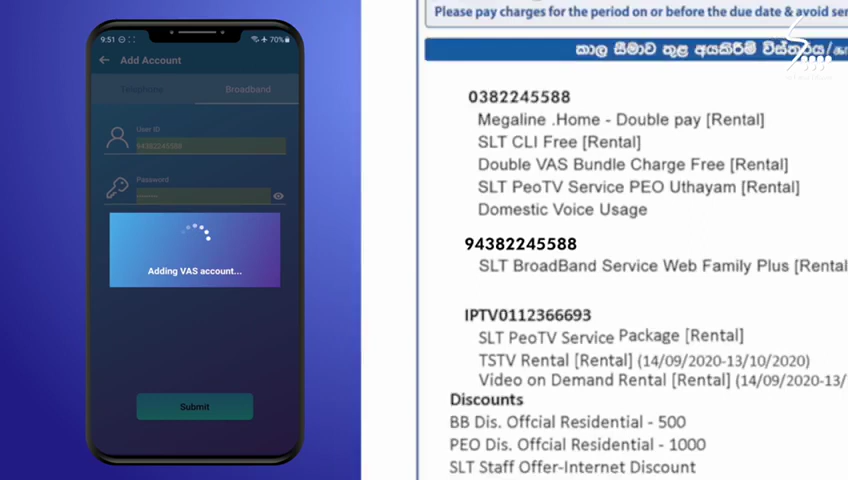 9:51
70%
Add Account
Telephone
Broadband
User ID
94382245588
Password
Adding VAS account...
Submit
Please pay charges for the period on or before the due date & avoid
කාල සීමාව තුළ අයකිරීම් විස්තරය/
0382245588
Megaline .Home - Double pay [Rental]
SLT CLI Free [Rental]
Double VAS Bundle Charge Free [Rental]
SLT PeoTV Service PEO Uthayam [Rental]
Domestic Voice Usage
94382245588
SLT BroadBand Service Web Family Plus [Rental
IPTV0112366693
SLT PeoTV Service Package [Rental]
TSTV Rental [Rental] (14/09/2020-13/10/2020)
Video on Demand Rental [Rental] (14/09/2020-13/
Discounts
BB Dis. Offcial Residential - 500
PEO Dis. Offcial Residential - 1000
SLT Staff Offer-Internet Discount